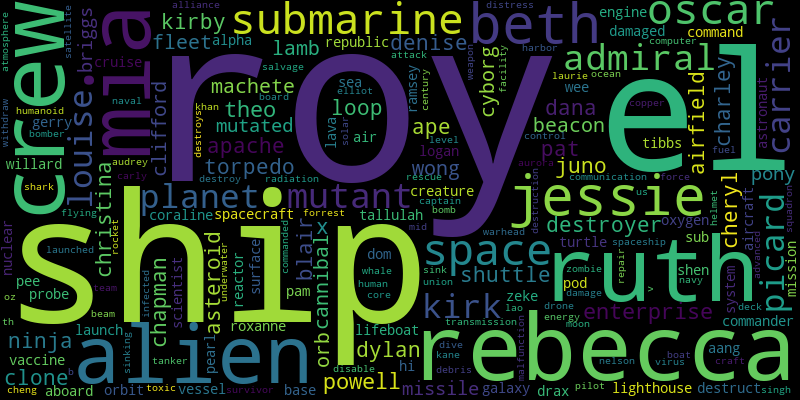 roy
el
ship
ruth
rebecca
alien
crew
mia
submarine
beth
oscar
admiral
carrier
jessie
space
planet
mutant
kirk
picard
enterprise
destroyer
shuttle
asteroid
louise
briggs
kirby
fleet
alpha
lamb
republic
denise
damaged
command
engine
machete
theo
loop
mutated
apache
torpedo
clifford
gerry
willard
christina
coraline
spacecraft
forrest
tallulah
creature
captain
bomb
ape
wong
logan
level
rescue
ramsey
century
cyborg
facility
dana
beacon
pat
juno
tibbs
airfield
charley
astronaut
pony
cheryl
oxygen
sub
turtle
spaceship
helmet
aircraft
squadron
mission
advanced
system
commander
deck
aang
lighthouse
destruct
singh
pilot
drax
galaxy
missile
powell
dylan
hi
lifeboat
disable
base
pam
roxanne
orb
cannibal
blair
x
dom
whale
human
core
sink
union
transmission
zeke
lao
dive
kane
debris
malfunction
drone
energy
moon
pod
zombie
damage
repair
shen
navy
nelson
virus
boat
craft
computer
fuel
control
communication
us
force
aurora
laurie
ocean
copper
wee
harbor
weapon
distress
attack
alliance
cruise
atmosphere
satellite
withdraw
humanoid
bomber
naval
shark
audrey
carly
flying
launched
nuclear
pee
probe
oz
th
team
beam
rocket
chapman
scientist
infected
launch
ninja
vaccine
clone
b
sinking
tanker
pearl
cheng
aboard
orbit
toxic
vessel
survivor
underwater
surface
reactor
commanded
radiation
destroy
destroys
khan
board
salvage
elliot
solar
lava
sea
air
mid
warhead
destruction
&gt;